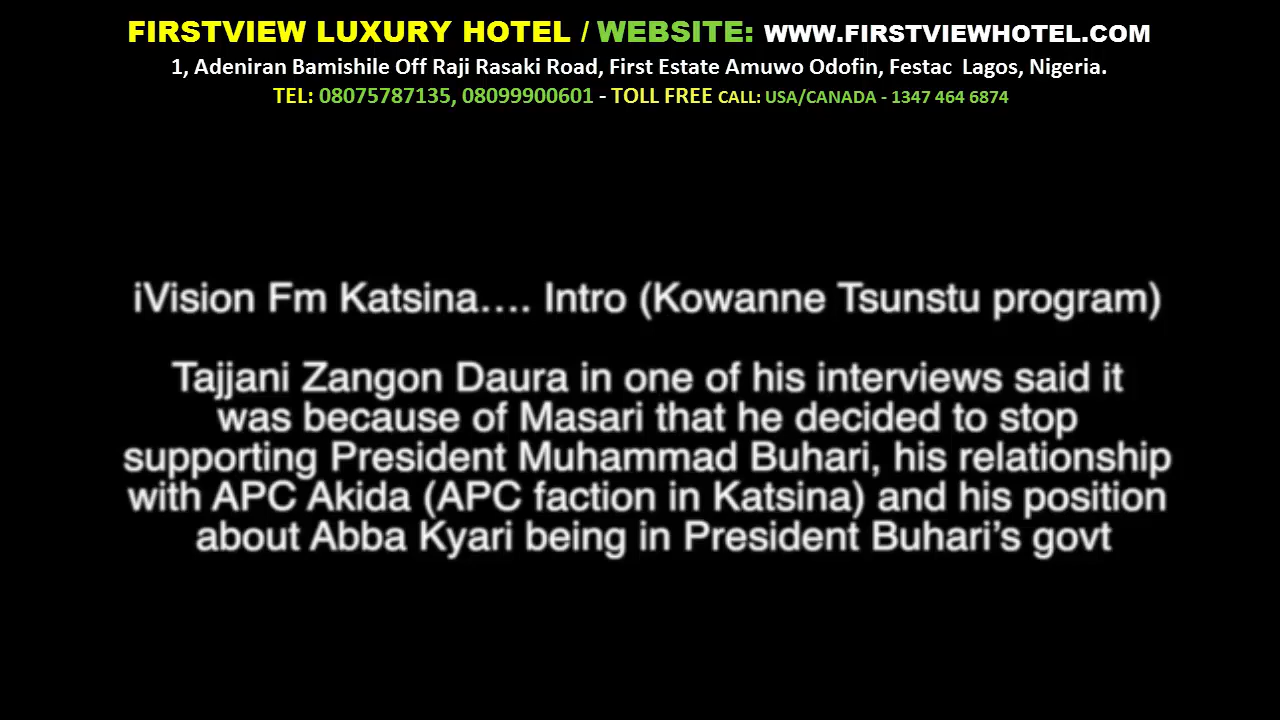 FIRSTVIEW LUXURY HOTEL / WEBSITE: WWW.FIRSTVIEWHOTEL.COM
1, Adeniran Bamishile Off Raji Rasaki Road, First Estate Amuwo Odofin, Festac Lagos, Nigeria.
TEL: 08075787135, 08099900601 - TOLL FREE CALL: USA/CANADA - 1347 464 6874
iVision Fm Katsina.... Intro (Kowanne Tsunstu program)
Tajjani Zangon Daura in one of his interviews said it
was because of Masari that he decided to stop
supporting President Muhammad Buhari, his relationship
with APC Akida (APC faction in Katsina) and his position
about Abba Kyari being in President Buhari's govt